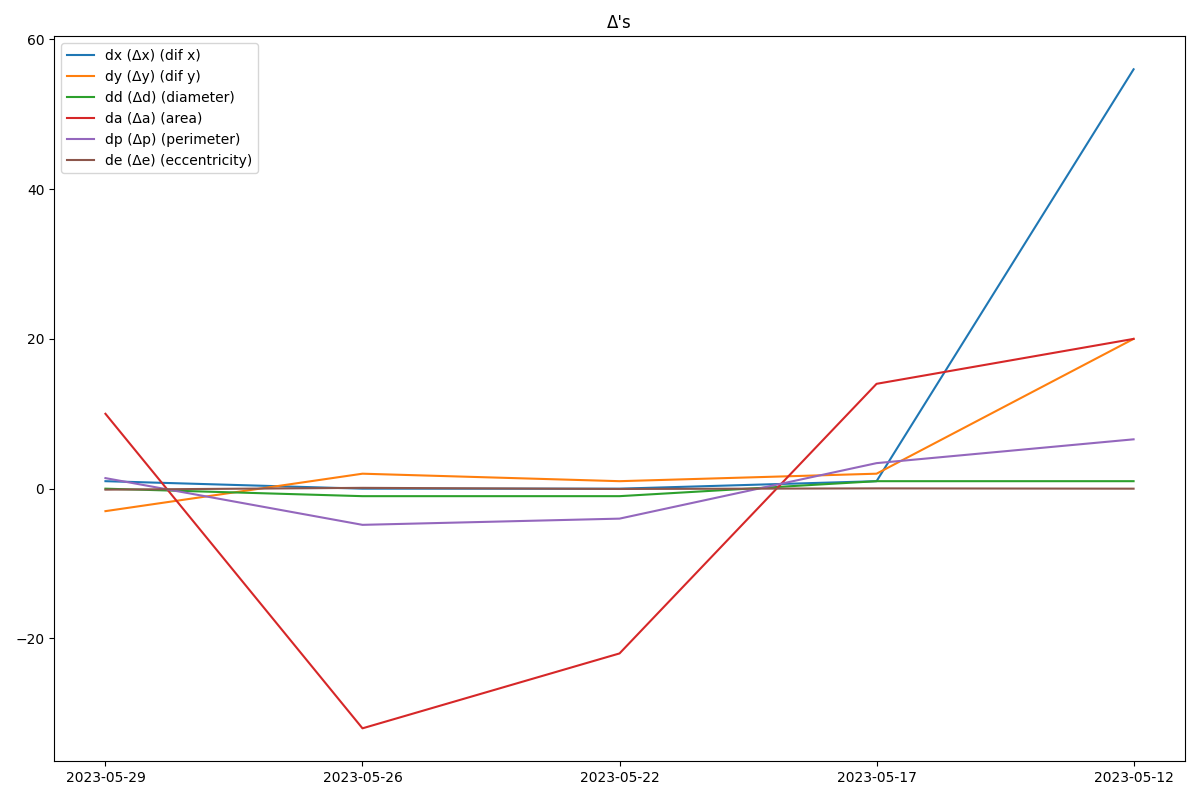 Δ's
60
40
20
0
−20
dx (Δx) (dif x)
dy (Δy) (dif y)
dd (Δd) (diameter)
da (Δa) (area)
dp (Δp) (perimeter)
de (Δe) (eccentricity)
2023-05-29 2023-05-26 2023-05-22 2023-05-17 2023-05-12